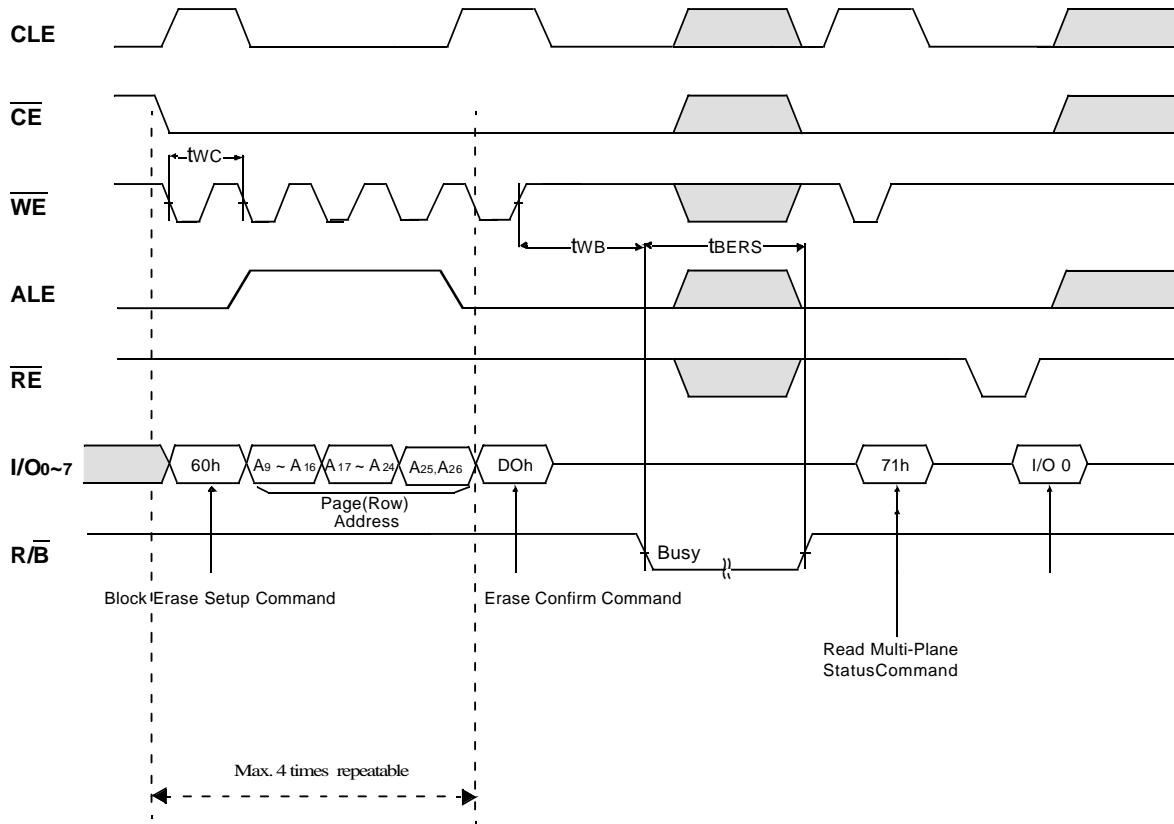 CLE
CE
tWC
WE
tWB
tBERS
ALE
RE
I/O0~7
60h
A9 ~ A16
A17 ~ A24
A25,A26
DOh
71h
I/O 0
Page(Row)
Address
R/B
Busy
Block Erase Setup Command
Erase Confirm Command
Read Multi-Plane
StatusCommand
Max. 4 times repeatable